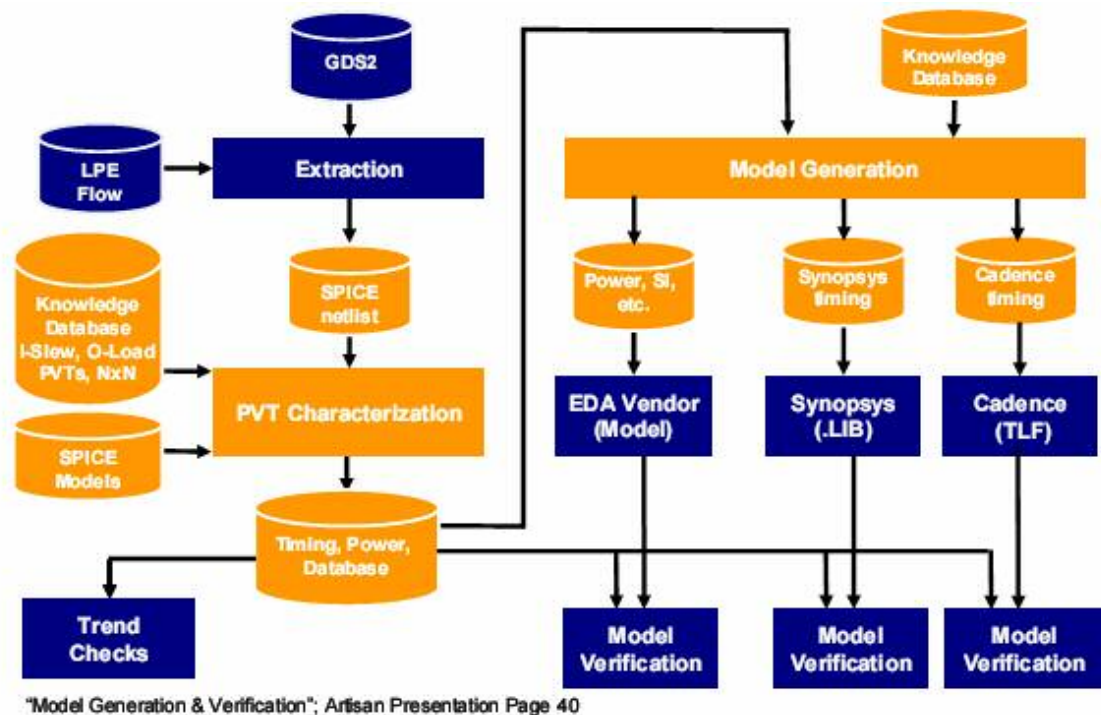 GDS2
Knowledge
Database
LPE
Flow
Extraction
Model Generation
Knowledge
Database
I-Slew, O-Load
PVTs, NxN
SPICE
netlist
Power, SI,
etc.
Synopsys
timing
Cadence
timing
PVT Characterization
EDA Vendor
(Model)
Synopsys
(.LIB)
Cadence
(TLF)
SPICE
Models
Timing, Power,
Database
Trend
Checks
Model
Verification
Model
Verification
Model
Verification
"Model Generation & Verification"; Artisan Presentation Page 40